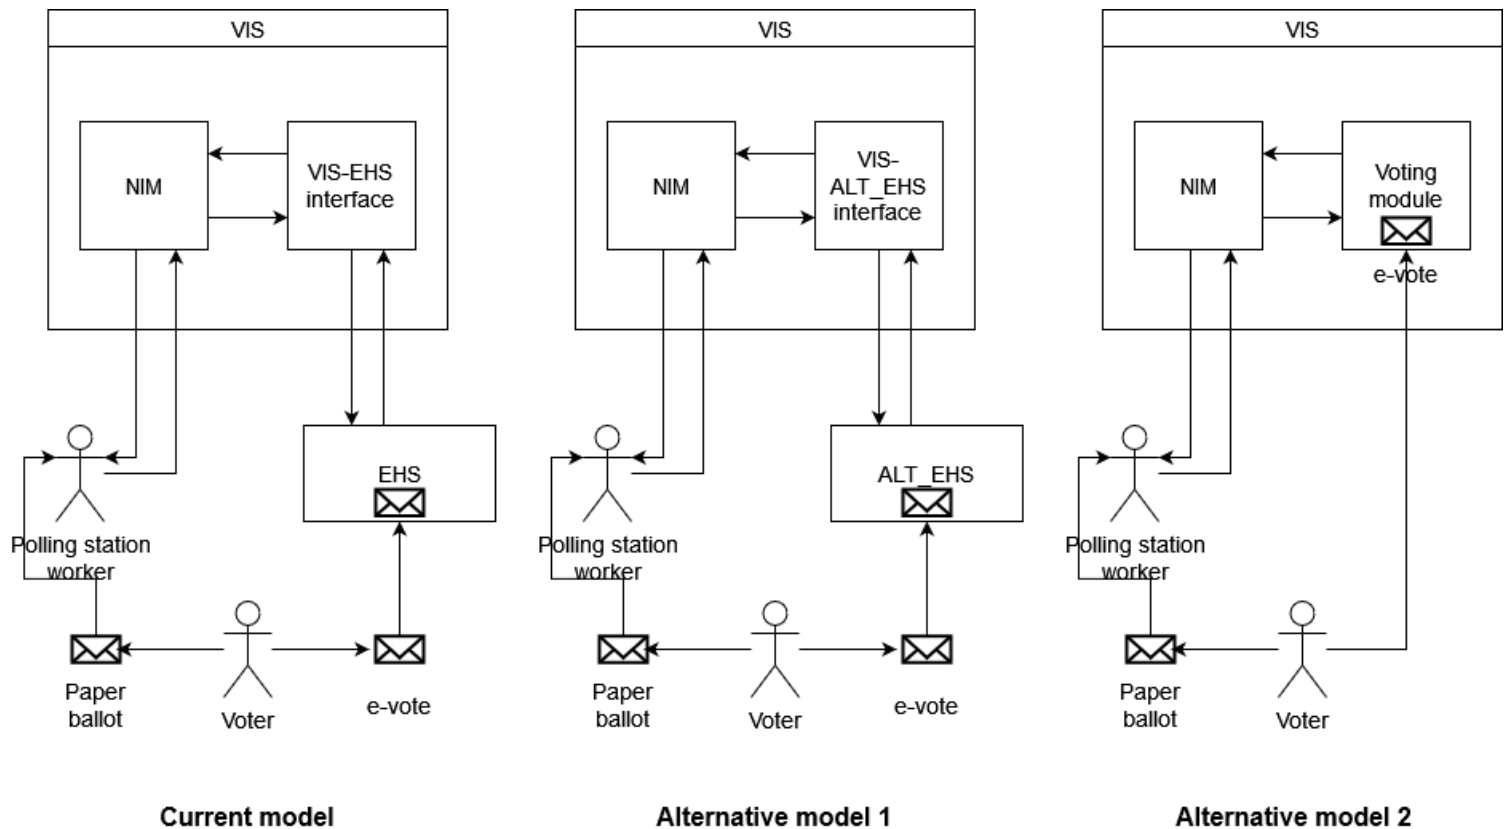 VIS
NIM
VIS-EHS
interface
EHS
Polling station
worker
Paper
ballot
Voter
e-vote
Current model
VIS
NIM
VIS-
ALT_EHS
interface
ALT_EHS
Polling station
worker
Paper
ballot
Voter
e-vote
Alternative model 1
VIS
NIM
Voting
module
e-vote
Polling station
worker
Paper
ballot
Voter
Alternative model 2